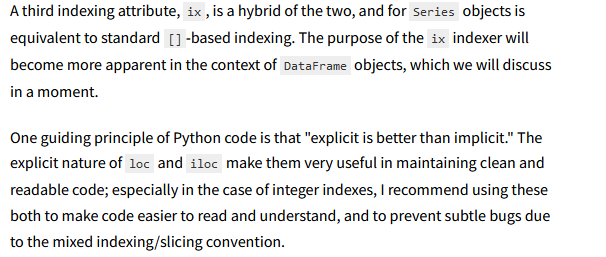 A third indexing attribute, ix , is a hybrid of the two, and for Series objects is
equivalent to standard [] -based indexing. The purpose of the ix indexer will
become more apparent in the context of DataFrame objects, which we will discuss
in a moment.
One guiding principle of Python code is that "explicit is better than implicit." The
explicit nature of loc and iloc make them very useful in maintaining clean and
readable code; especially in the case of integer indexes, I recommend using these
both to make code easier to read and understand, and to prevent subtle bugs due
to the mixed indexing/slicing convention.